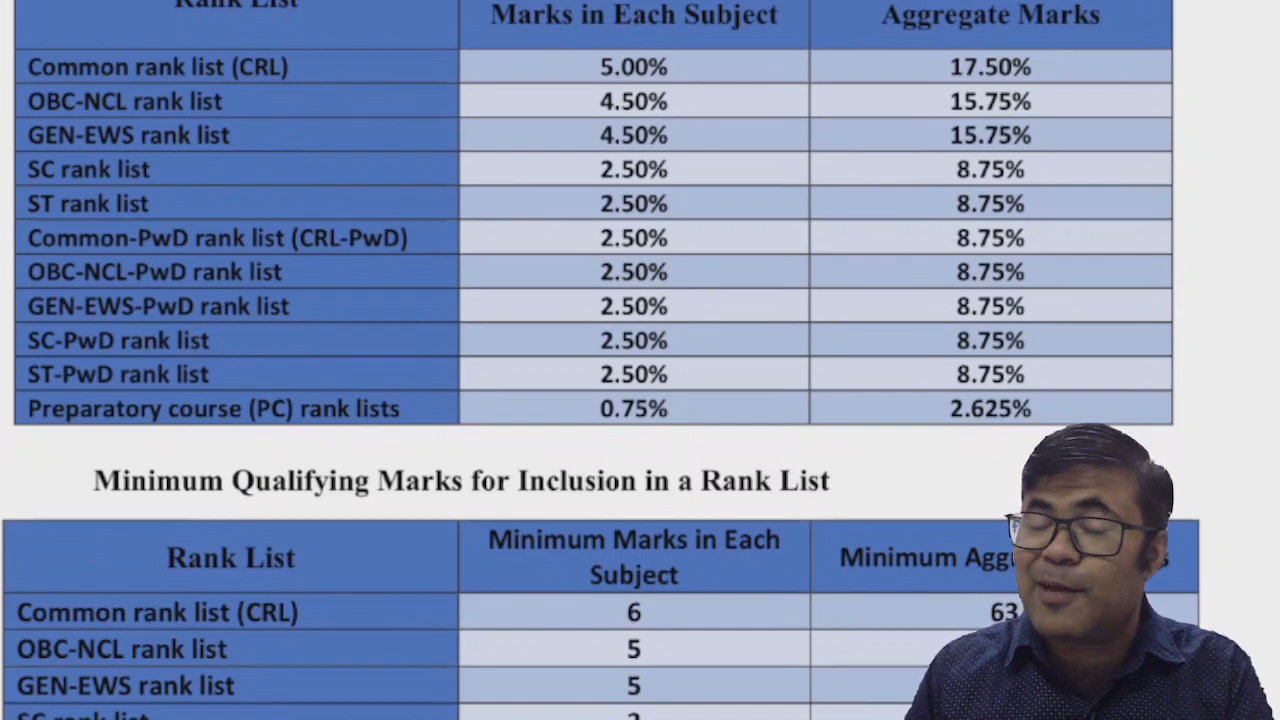 Rank List
Marks in Each Subject
Aggregate Marks
Common rank list (CRL) 5.00% 17.50%
OBC-NCL rank list 4.50% 15.75%
GEN-EWS rank list 4.50% 15.75%
SC rank list 2.50% 8.75%
ST rank list 2.50% 8.75%
Common-PwD rank list (CRL-PwD) 2.50% 8.75%
OBC-NCL-PwD rank list 2.50% 8.75%
GEN-EWS-PwD rank list 2.50% 8.75%
SC-PwD rank list 2.50% 8.75%
ST-PwD rank list 2.50% 8.75%
Preparatory course (PC) rank lists 0.75% 2.625%
Minimum Qualifying Marks for Inclusion in a Rank List
Rank List
Minimum Marks in Each
Subject
Minimum
Common rank list (CRL) 6 63
OBC-NCL rank list 5
GEN-EWS rank list 5
SC rank list